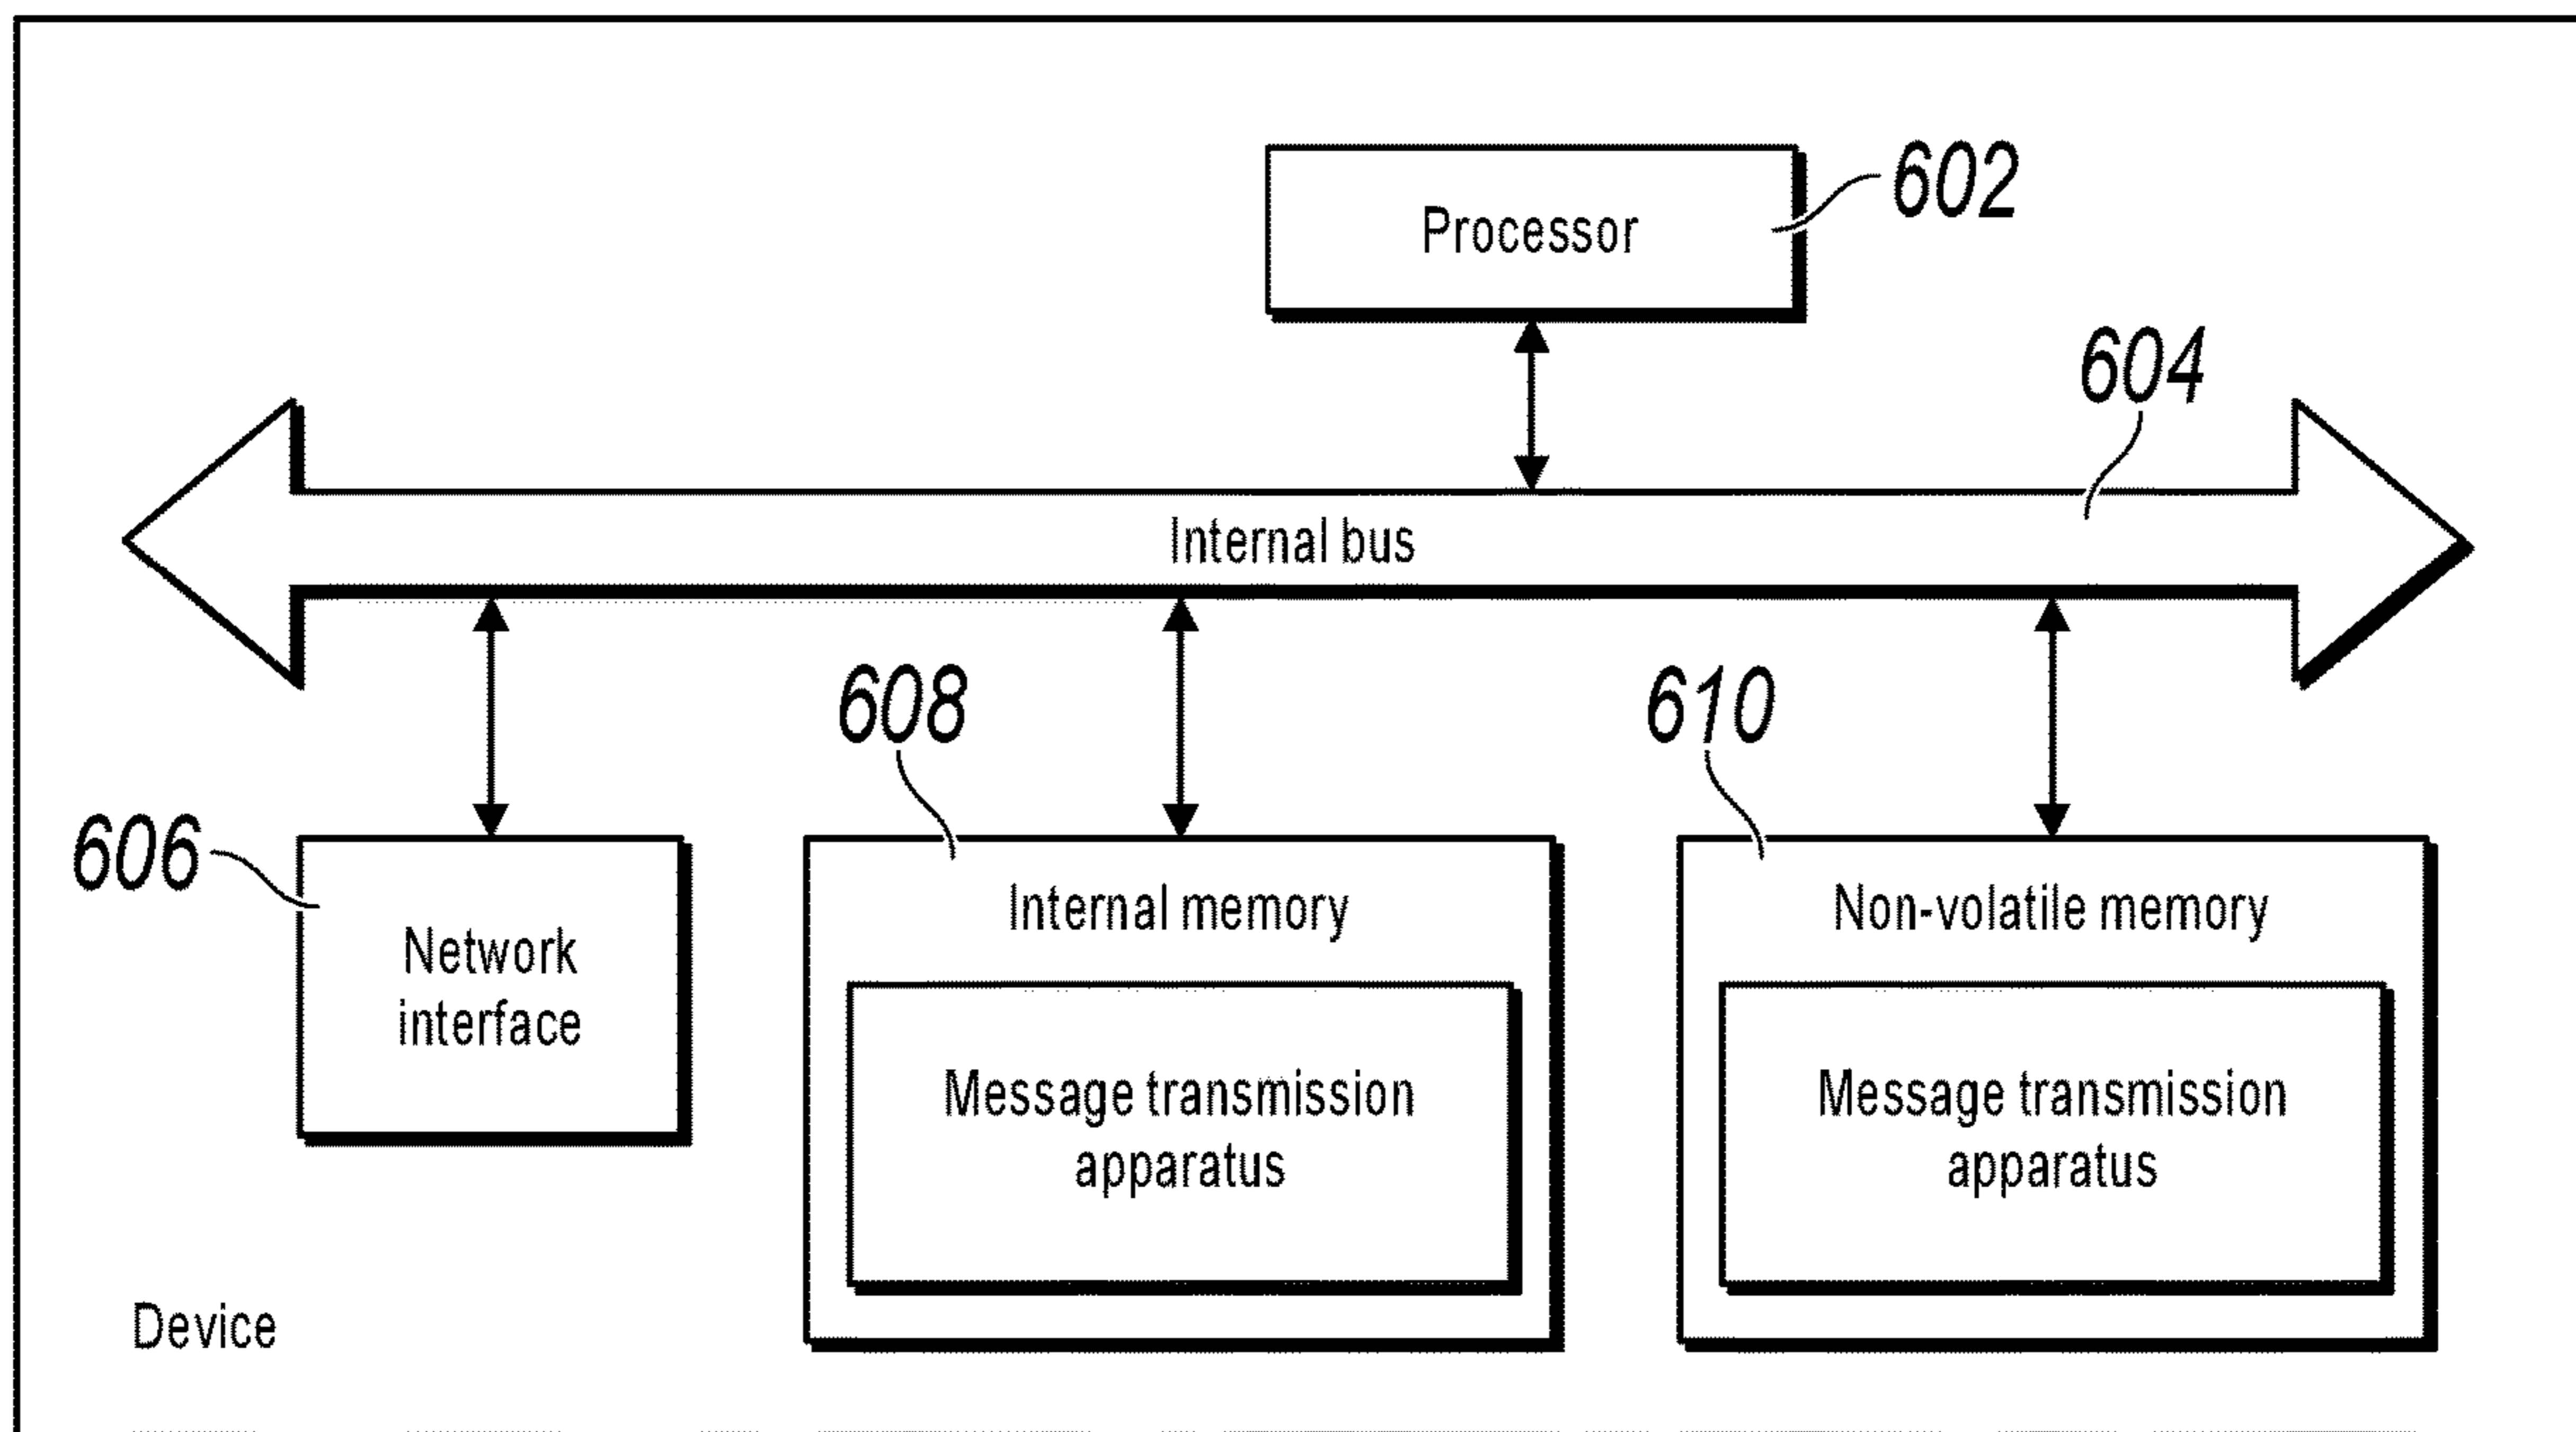 Processor
602
604
Internal bus
608
610
606
Network
interface
Internal memory
Message transmission
apparatus
Non-volatile memory
Message transmission
apparatus
Device